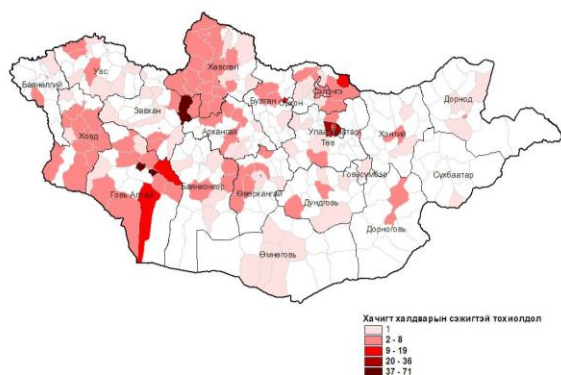 Хөвсгөл
Увс
Баянөлгий
Сэлэнгэ
Булган
Орхон
Дорнод
Завхан
Ховд
Архангай
Улаанбаатар
Хэнтий
Төв
Говьсүмбэр
Сүхбаатар
Говь-Алтай
Баянхонгор
Өвөрхангай
Дундговь
Дорноговь
Өмнөговь
Хачигт халдварын сэжигтэй тохиолдол
1
2 - 8
9 - 19
20 - 36
37 - 71